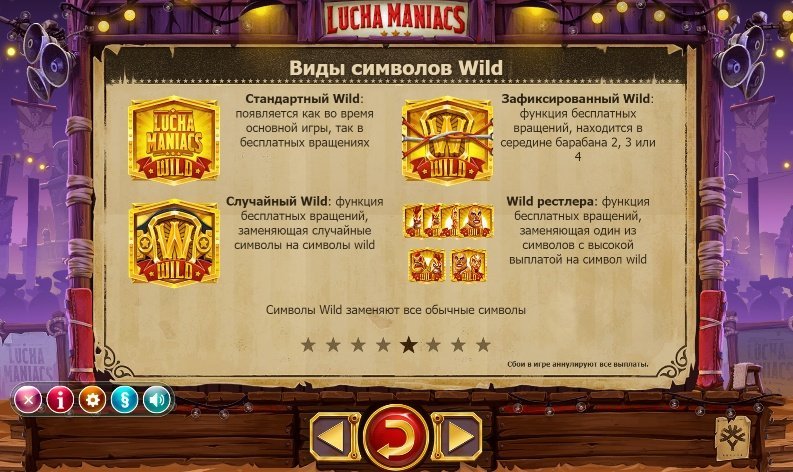 LUCHA MANIACS
Виды символов Wild
LUCHA
MANIACS
WILD
Стандартный Wild:
появляется как во время
основной игры, так в
бесплатных вращениях
W
WILD
Зафиксированный Wild:
функция бесплатных
вращений, находится в
середине барабана 2, 3 или
4
W
WILD
Случайный Wild: функция
бесплатных вращений,
заменяющая случайные
символы на символы wild
Wild рестлера: функция
бесплатных вращений,
заменяющая один из
символов с высокой
выплатой на символ wild
Символы Wild заменяют все обычные символы
Сбои в игре аннулируют все выплаты.
LUCHA
MANIACS
LUCHA